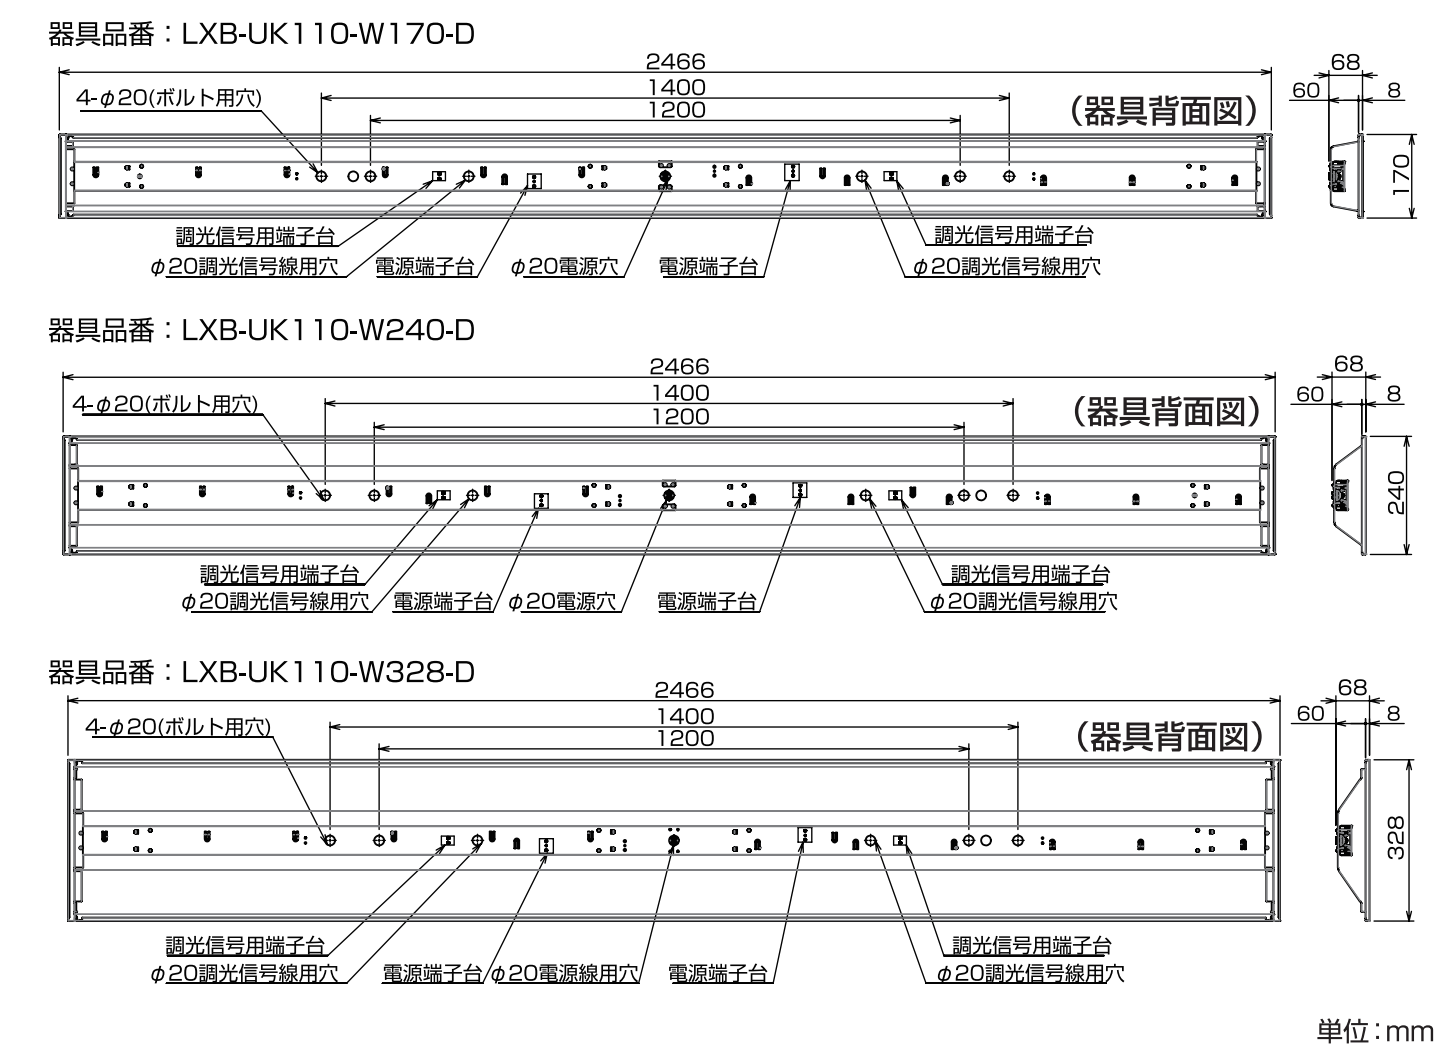 器具品番：LXB-UK110-W170-D
2466
68
4-φ20(ボルト用穴)
1400
60
8
1200
（器具背面図）
170
調光信号用端子台
調光信号用端子台
φ20調光信号線用穴
電源端子台
φ20電源穴
電源端子台
φ20調光信号線用穴
器具品番：LXB-UK110-W240-D
2466
68
4-φ20(ボルト用穴)
1400
60
8
1200
（器具背面図）
240
調光信号用端子台
調光信号用端子台
φ20調光信号線用穴
電源端子台
φ20電源穴
電源端子台
φ20調光信号線用穴
器具品番：LXB-UK110-W328-D
2466
68
4-φ20(ボルト用穴)
1400
60
8
1200
（器具背面図）
328
調光信号用端子台
調光信号用端子台
φ20調光信号線用穴
電源端子台
φ20電源線用穴
電源端子台
φ20調光信号線用穴
単位：mm